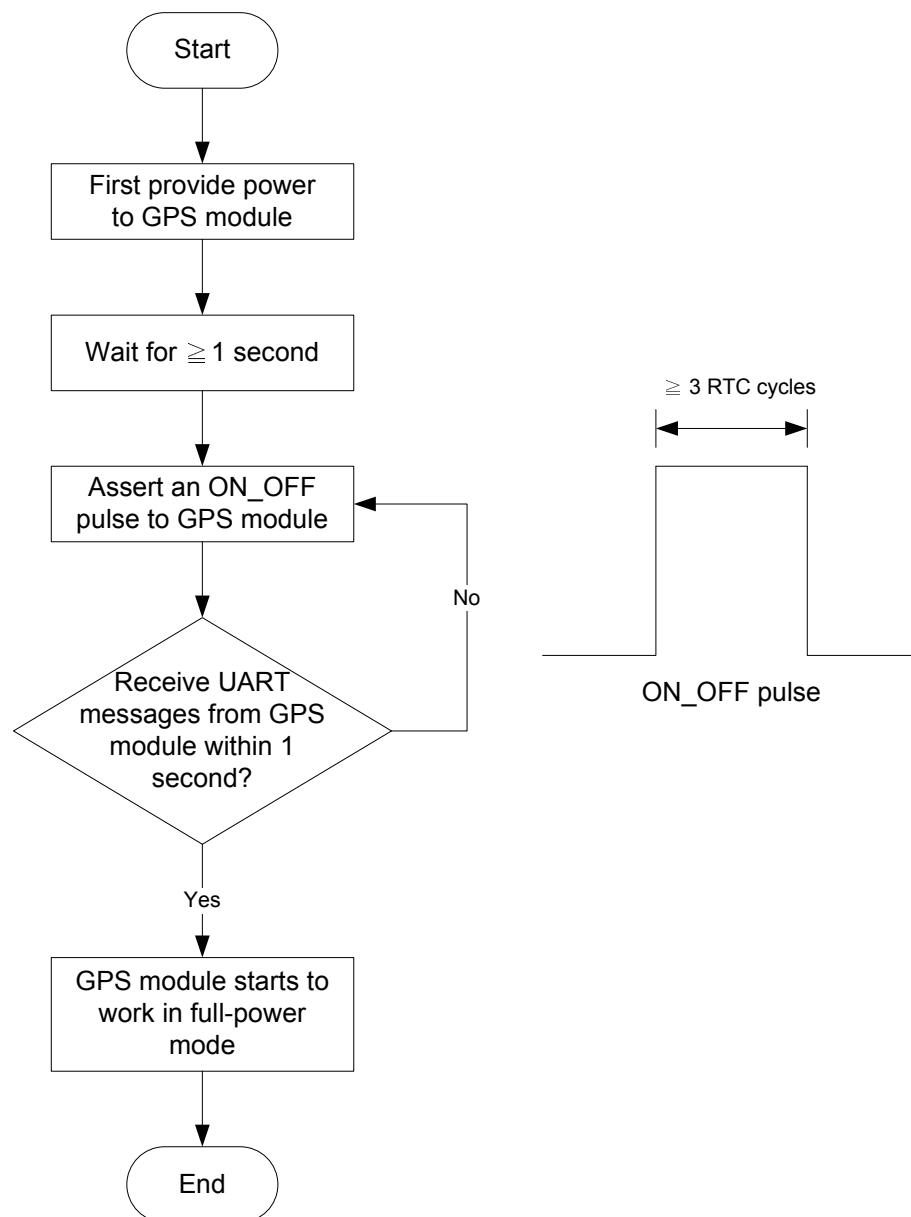 Start
First provide power
to GPS module
Wait for ≧ 1 second
Assert an ON_OFF
pulse to GPS module
No
Receive UART
messages from GPS
module within 1
second?
Yes
GPS module starts to
work in full-power
mode
End
≧ 3 RTC cycles
ON_OFF pulse